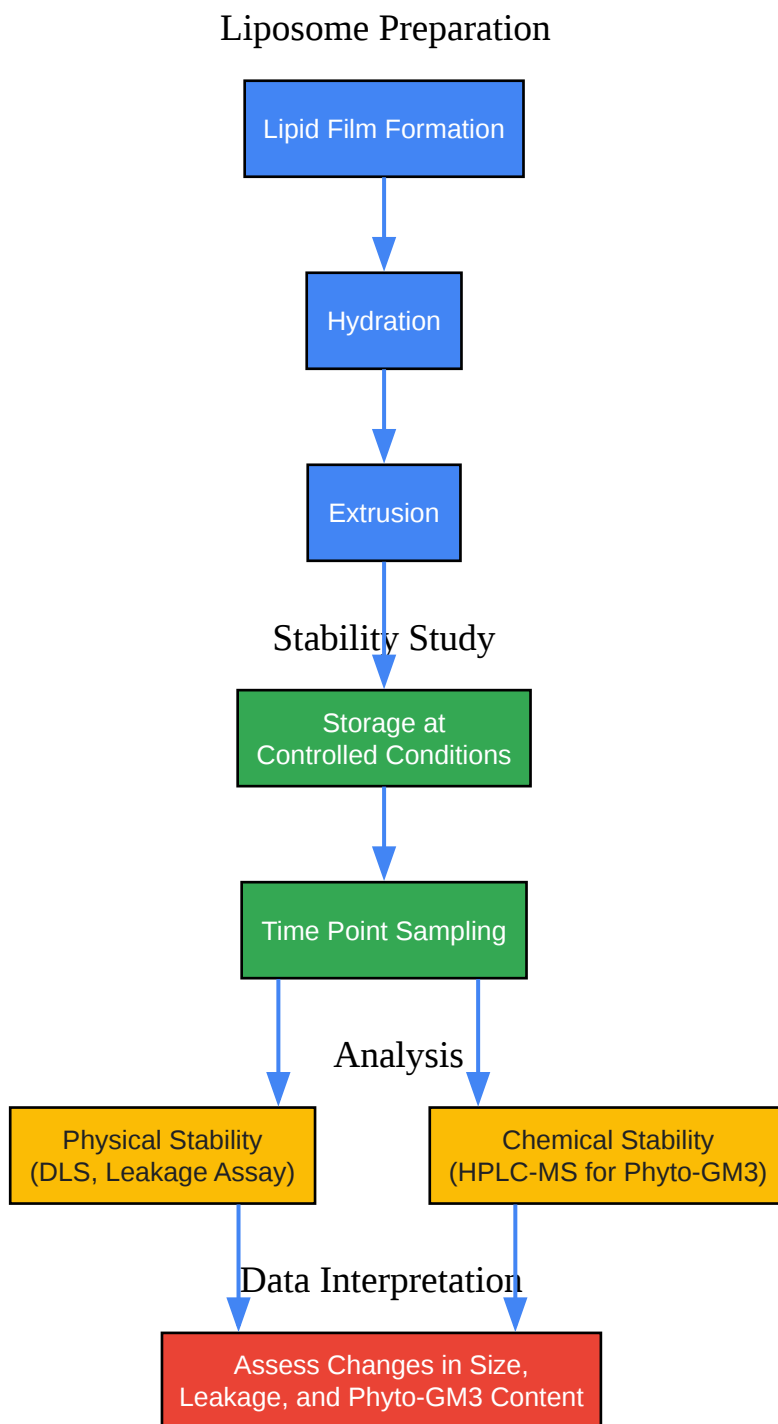 Liposome Preparation
Lipid Film Formation
Hydration
Extrusion
Stability Study
Storage at
Controlled Conditions
Time Point Sampling
Analysis
Physical Stability
(DLS, Leakage Assay)
Chemical Stability
(HPLC-MS for Phyto-GM3)
Data Interpretation
Assess Changes in Size,
Leakage, and Phyto-GM3 Content